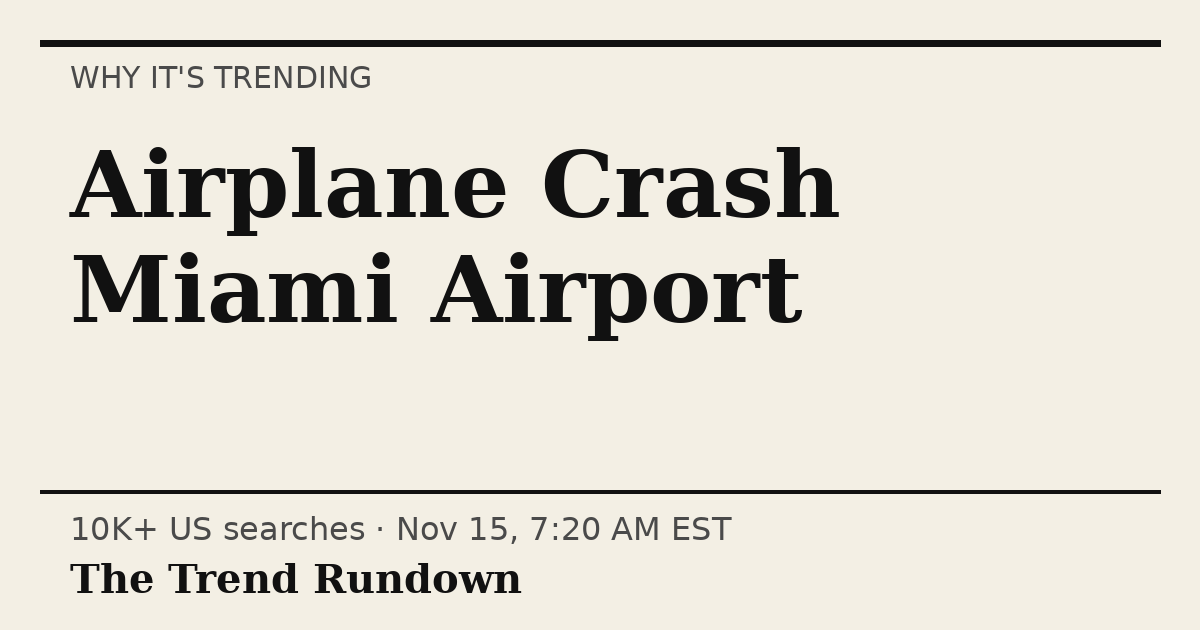 WHY IT'S TRENDING
Airplane Crash
Miami Airport
10K+ US searches · Nov 15, 7:20 AM EST
The Trend Rundown